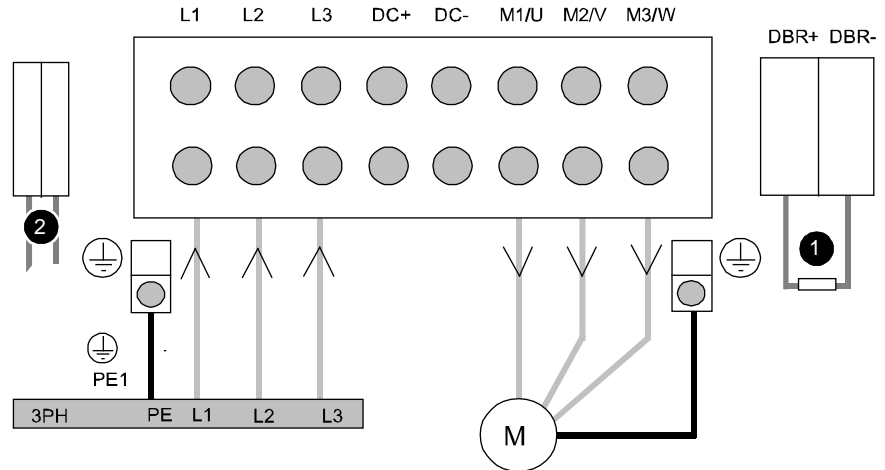 L1 L2 L3 DC+ DC- M1/U M2/V M3/W
DBR+ DBR-
2
1
PE1
3PH PE L1 L2 L3
M